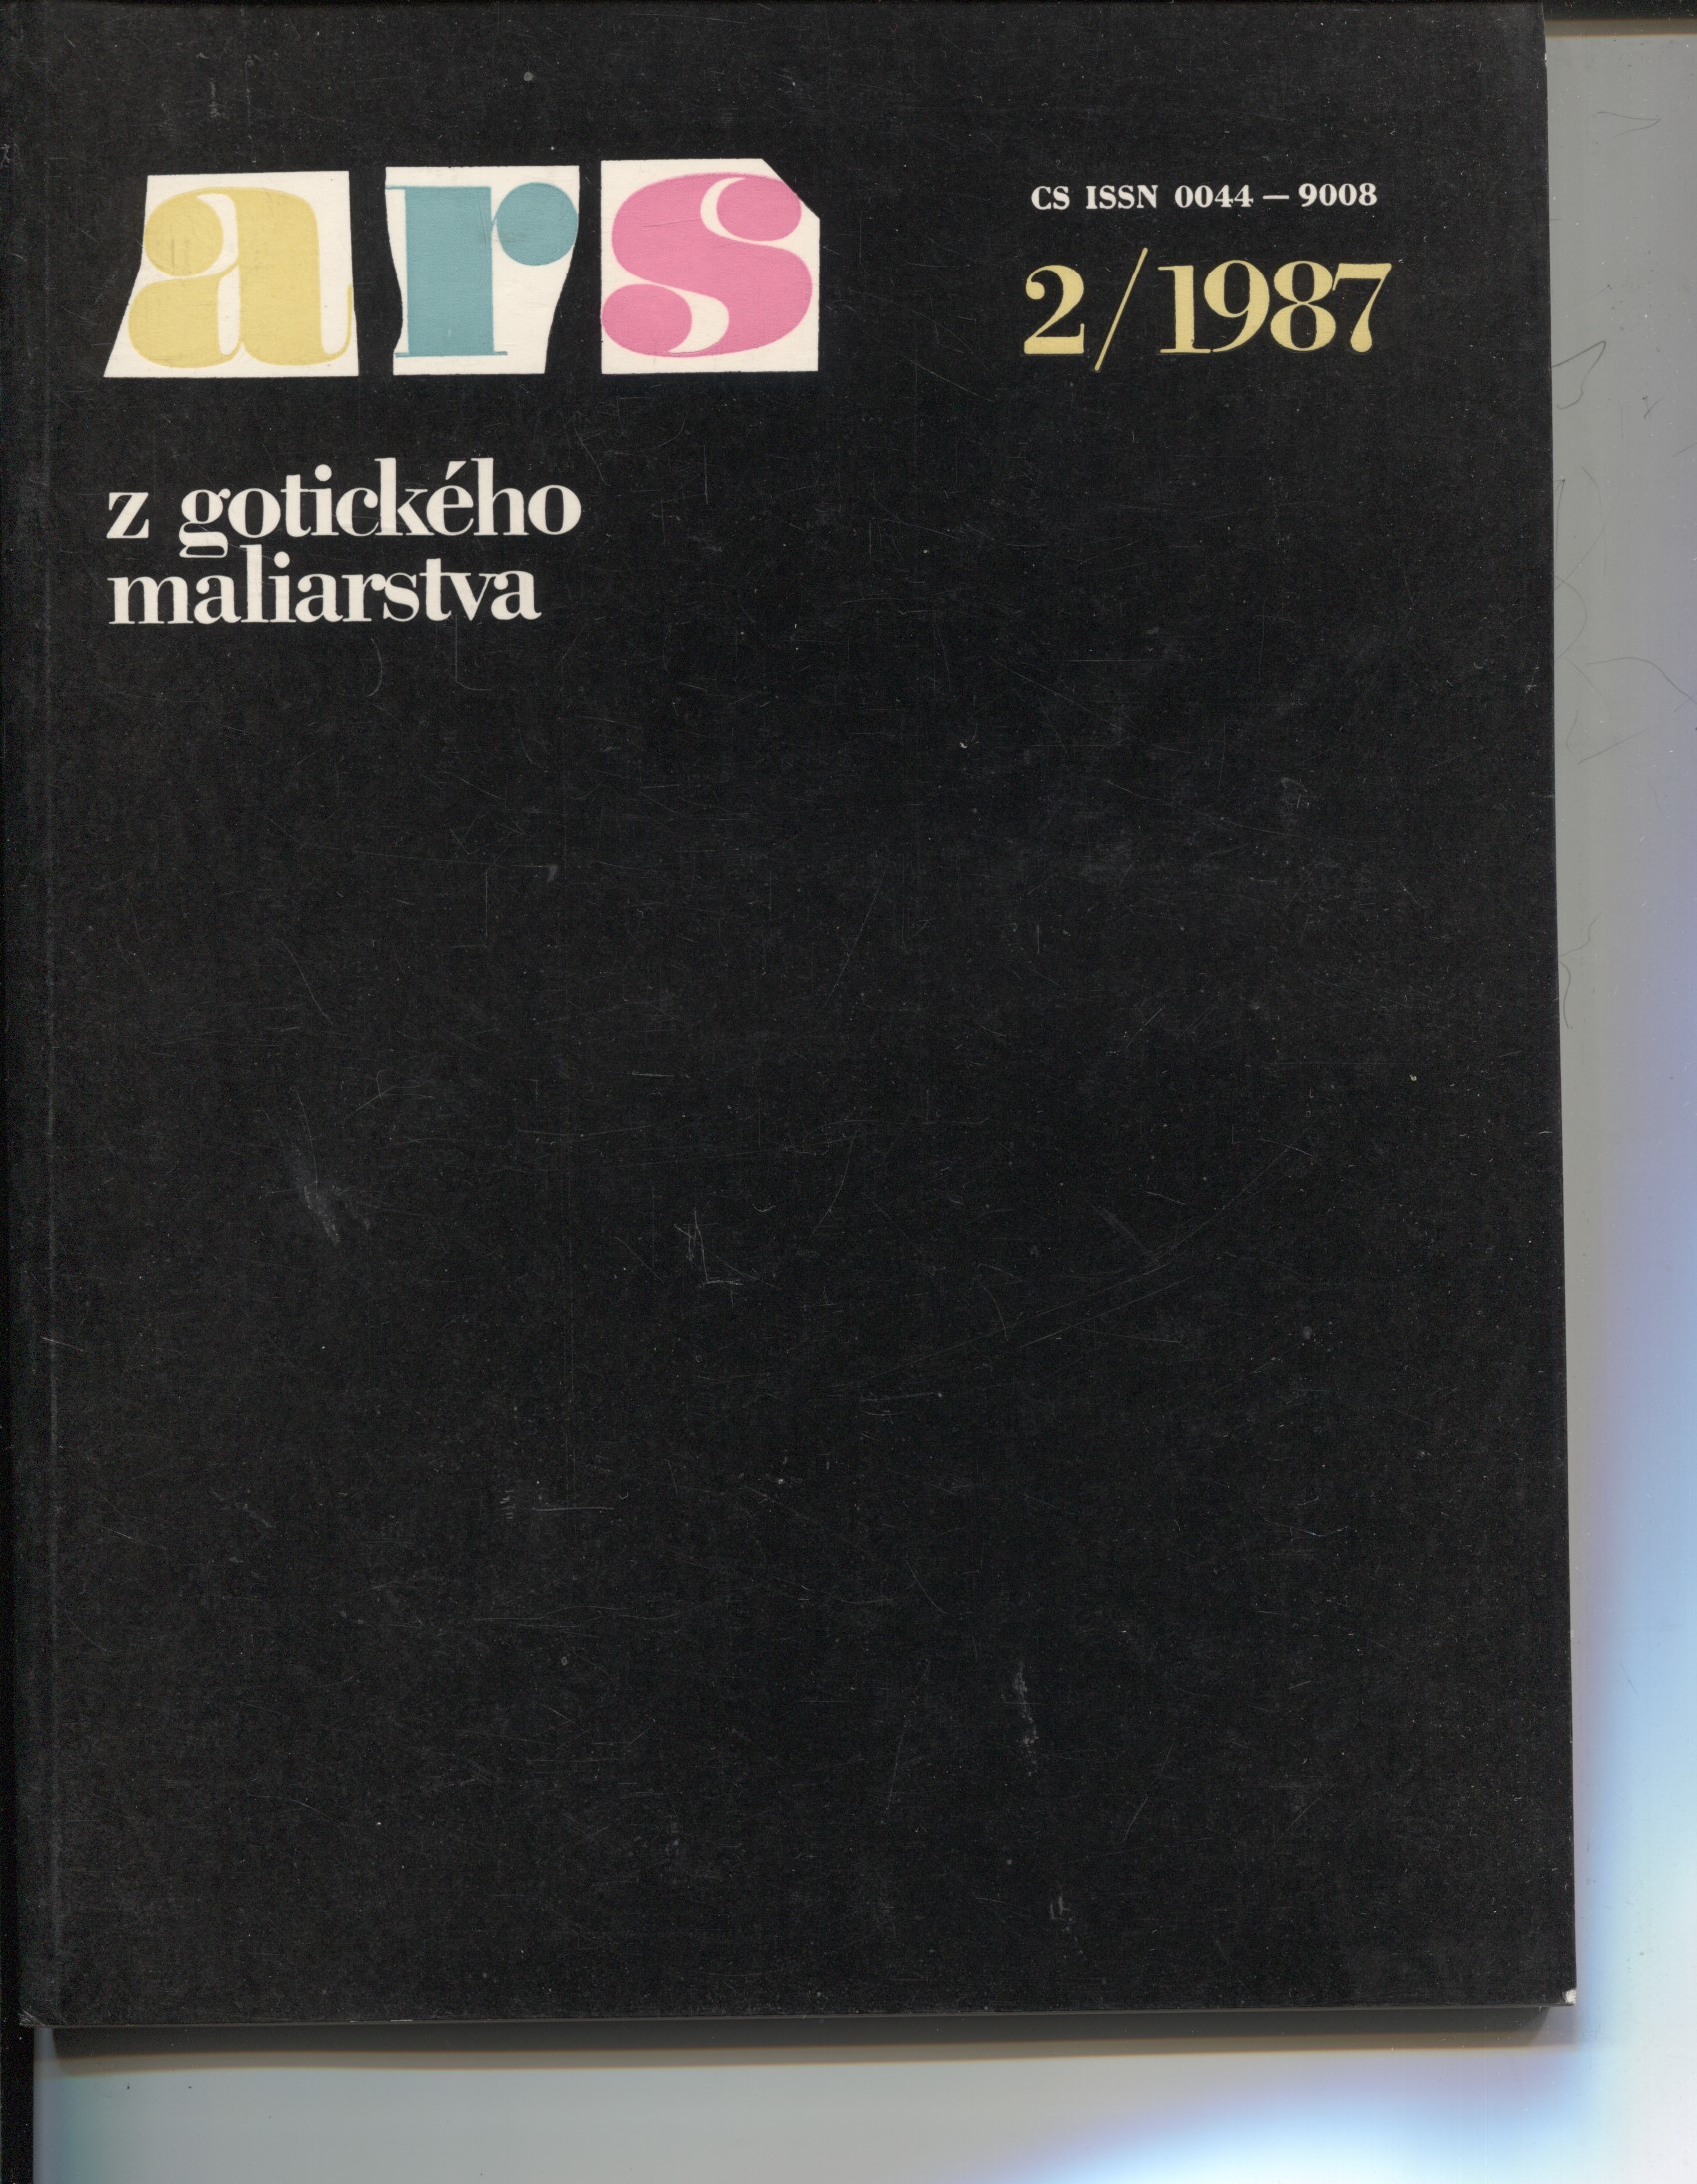 ars
CS ISSN 0044 — 9008
2/1987
z gotického
maliarstva